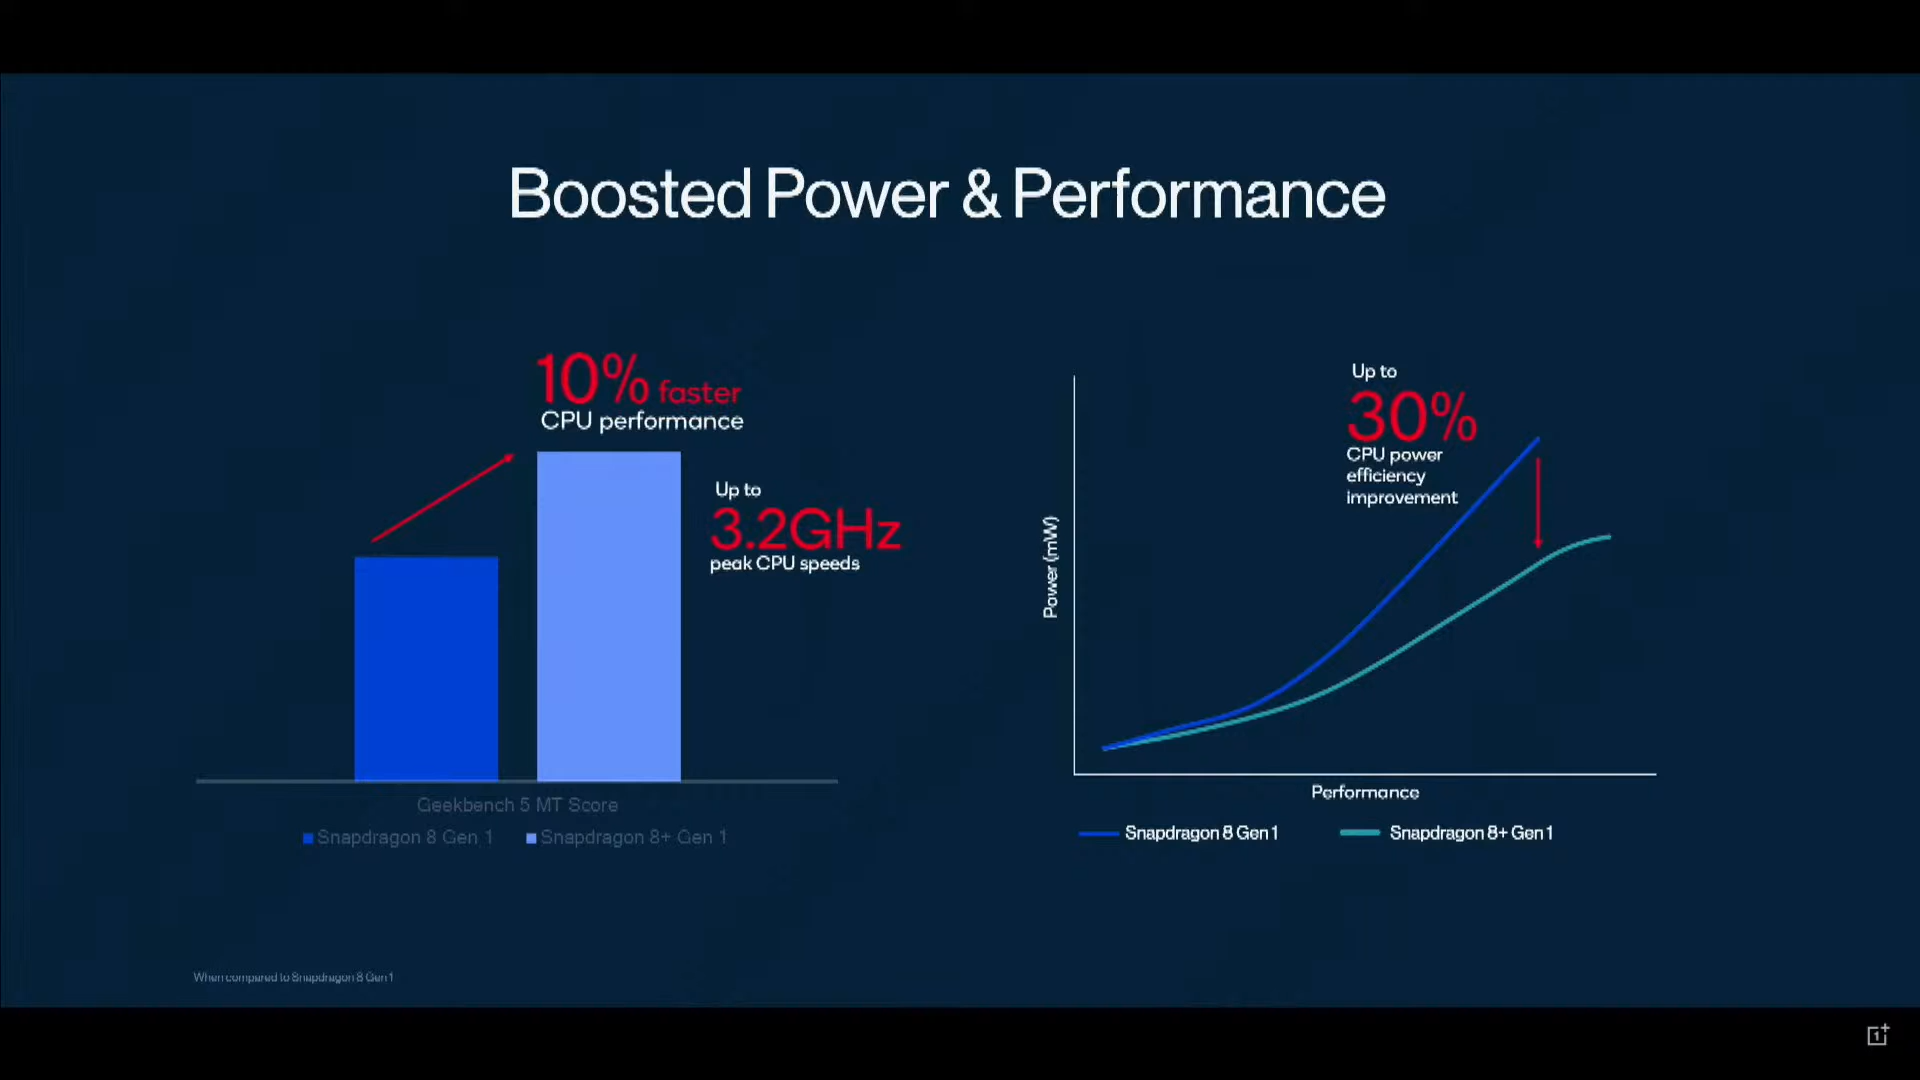 Boosted Power & Performance
10% faster
CPU performance
Up to
3.2GHz
peak CPU speeds
Geekbench 5 MT Score
Snapdragon 8 Gen 1
Snapdragon 8+ Gen 1
Up to
30%
CPU power
efficiency
improvement
Power (mW)
Performance
Snapdragon 8 Gen 1
Snapdragon 8+ Gen 1
When compared to Snapdragon 8 Gen 1
1+